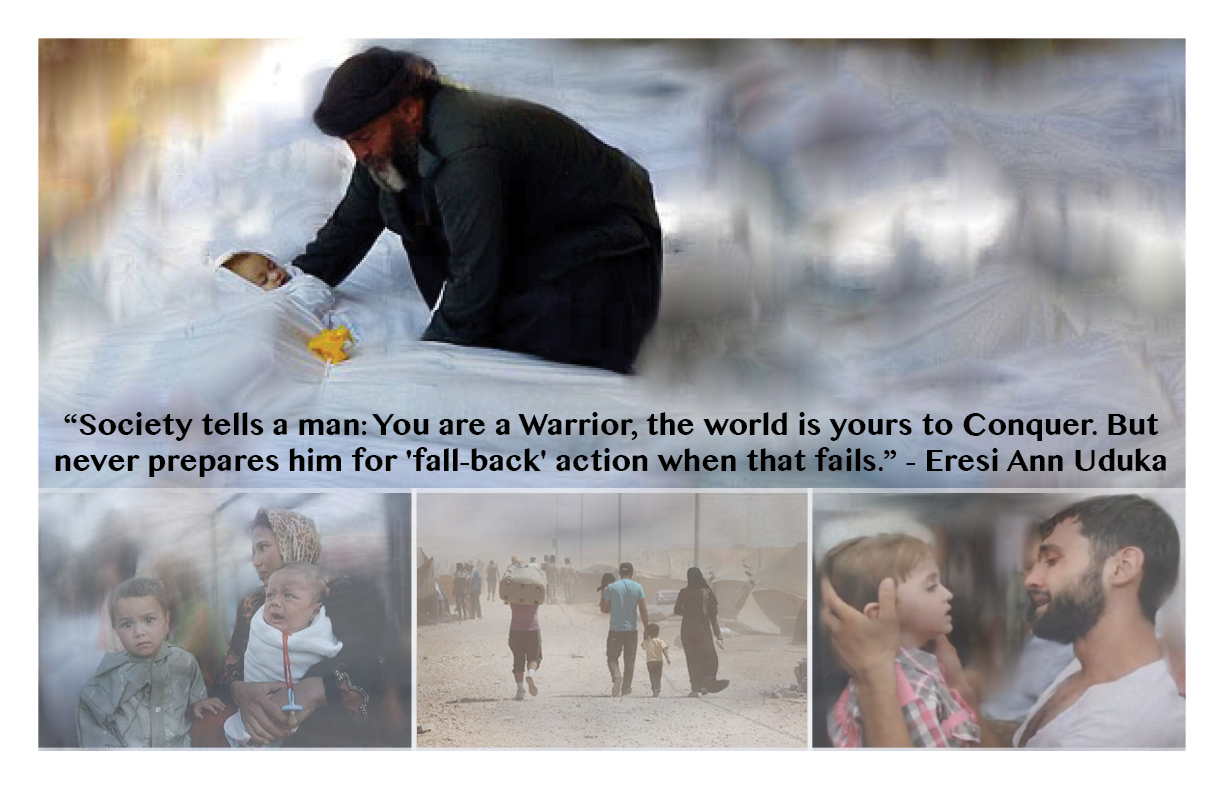 “Society tells a man: You are a Warrior, the world is yours to Conquer. But
never prepares him for 'fall-back' action when that fails.” - Eresi Ann Uduka